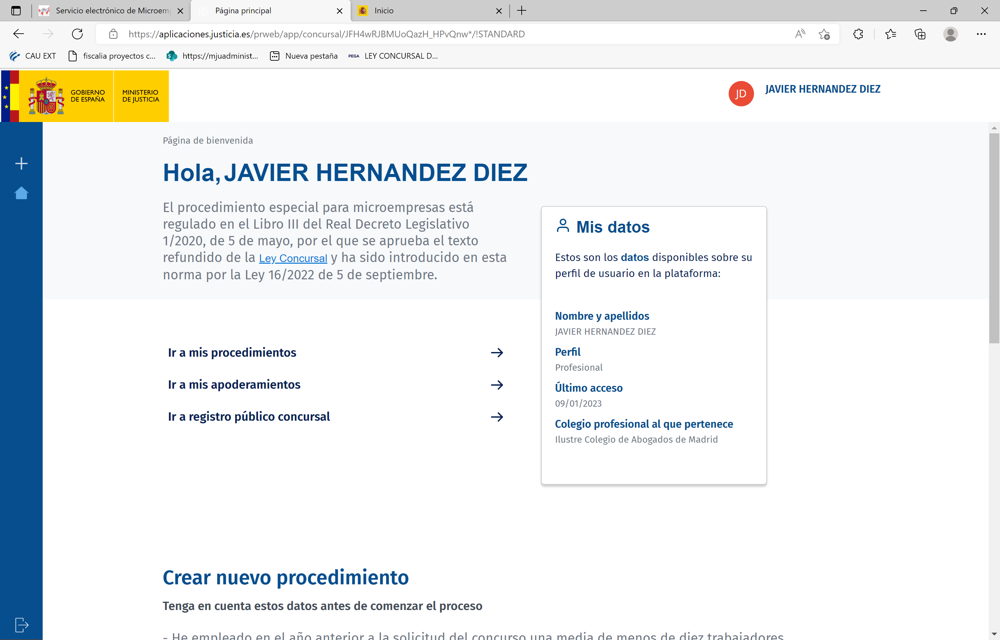 Servicio electrónico de Microem
Página principal
Inicio
https://aplicaciones.justicia.es/prweb/app/concursal/JFH4wRJBMUoQazH_HPvQnw*/!STANDARD
CAU EXT
fiscalia proyectos c...
https://mjuadminist...
Nueva pestaña
PEGA LEY CONCURSAL D...
GOBIERNO
DE ESPAÑA
MINISTERIO
DE JUSTICIA
JD
JAVIER HERNANDEZ DIEZ
Página de bienvenida
Hola, JAVIER HERNANDEZ DIEZ
El procedimiento especial para microempresas está
regulado en el Libro III del Real Decreto Legislativo
1/2020, de 5 de mayo, por el que se aprueba el texto
refundido de la Ley Concursal y ha sido introducido en esta
norma por la Ley 16/2022 de 5 de septiembre.
Ir a mis procedimientos
Ir a mis apoderamientos
Ir a registro público concursal
Mis datos
Estos son los datos disponibles sobre su
perfil de usuario en la plataforma:
Nombre y apellidos
JAVIER HERNANDEZ DIEZ
Perfil
Profesional
Último acceso
09/01/2023
Colegio profesional al que pertenece
Ilustre Colegio de Abogados de Madrid
Crear nuevo procedimiento
Tenga en cuenta estos datos antes de comenzar el proceso
- He empleado en el año anterior a la solicitud del concurso una media de menos de diez trabajadores